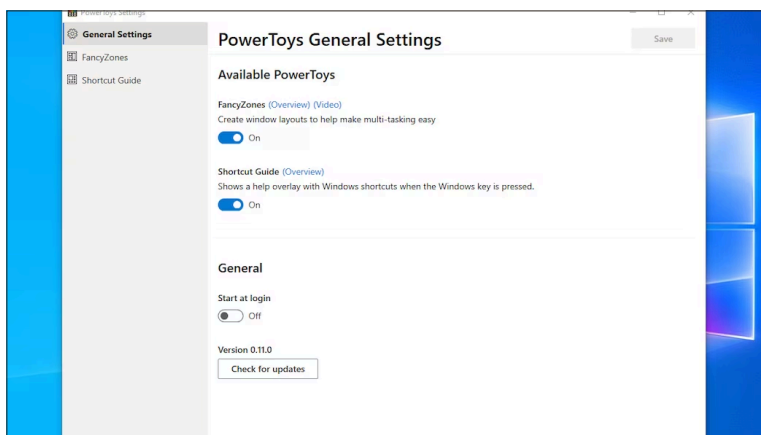 PowerToys Settings
General Settings
FancyZones
Shortcut Guide
PowerToys General Settings
Save
Available PowerToys
FancyZones (Overview) (Video)
Create window layouts to help make multi-tasking easy
On
Shortcut Guide (Overview)
Shows a help overlay with Windows shortcuts when the Windows key is pressed.
On
General
Start at login
Off
Version 0.11.0
Check for updates